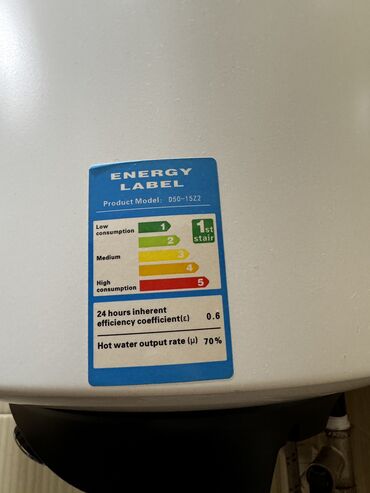 ENERGY
LABEL
Product Model: D50-15Z2
Low
consumption
1
1st
stair
2
Medium
3
4
High
consumption
5
24 hours inherent
efficiency coefficient(ε) 0.6
Hot water output rate (μ) 70%